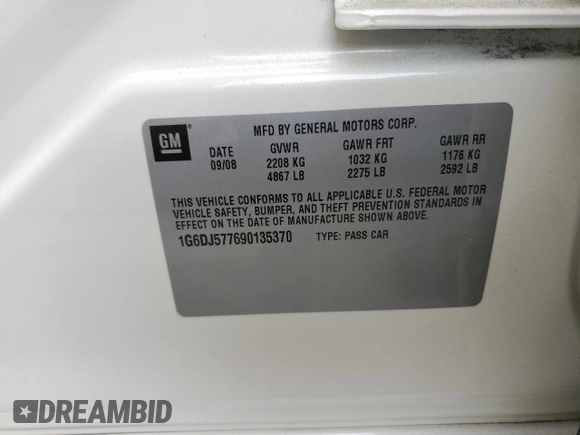 GM
MFD BY GENERAL MOTORS CORP.
DATE GVWR GAWR FRT GAWR RR
09/08 2208 KG 1032 KG 1176 KG
4867 LB 2275 LB 2592 LB
THIS VEHICLE CONFORMS TO ALL APPLICABLE U.S. FEDERAL MOTOR
VEHICLE SAFETY, BUMPER, AND THEFT PREVENTION STANDARDS IN
EFFECT ON THE DATE OF MANUFACTURE SHOWN ABOVE.
1G6DJ577690135370 TYPE: PASS CAR
DREAMBID